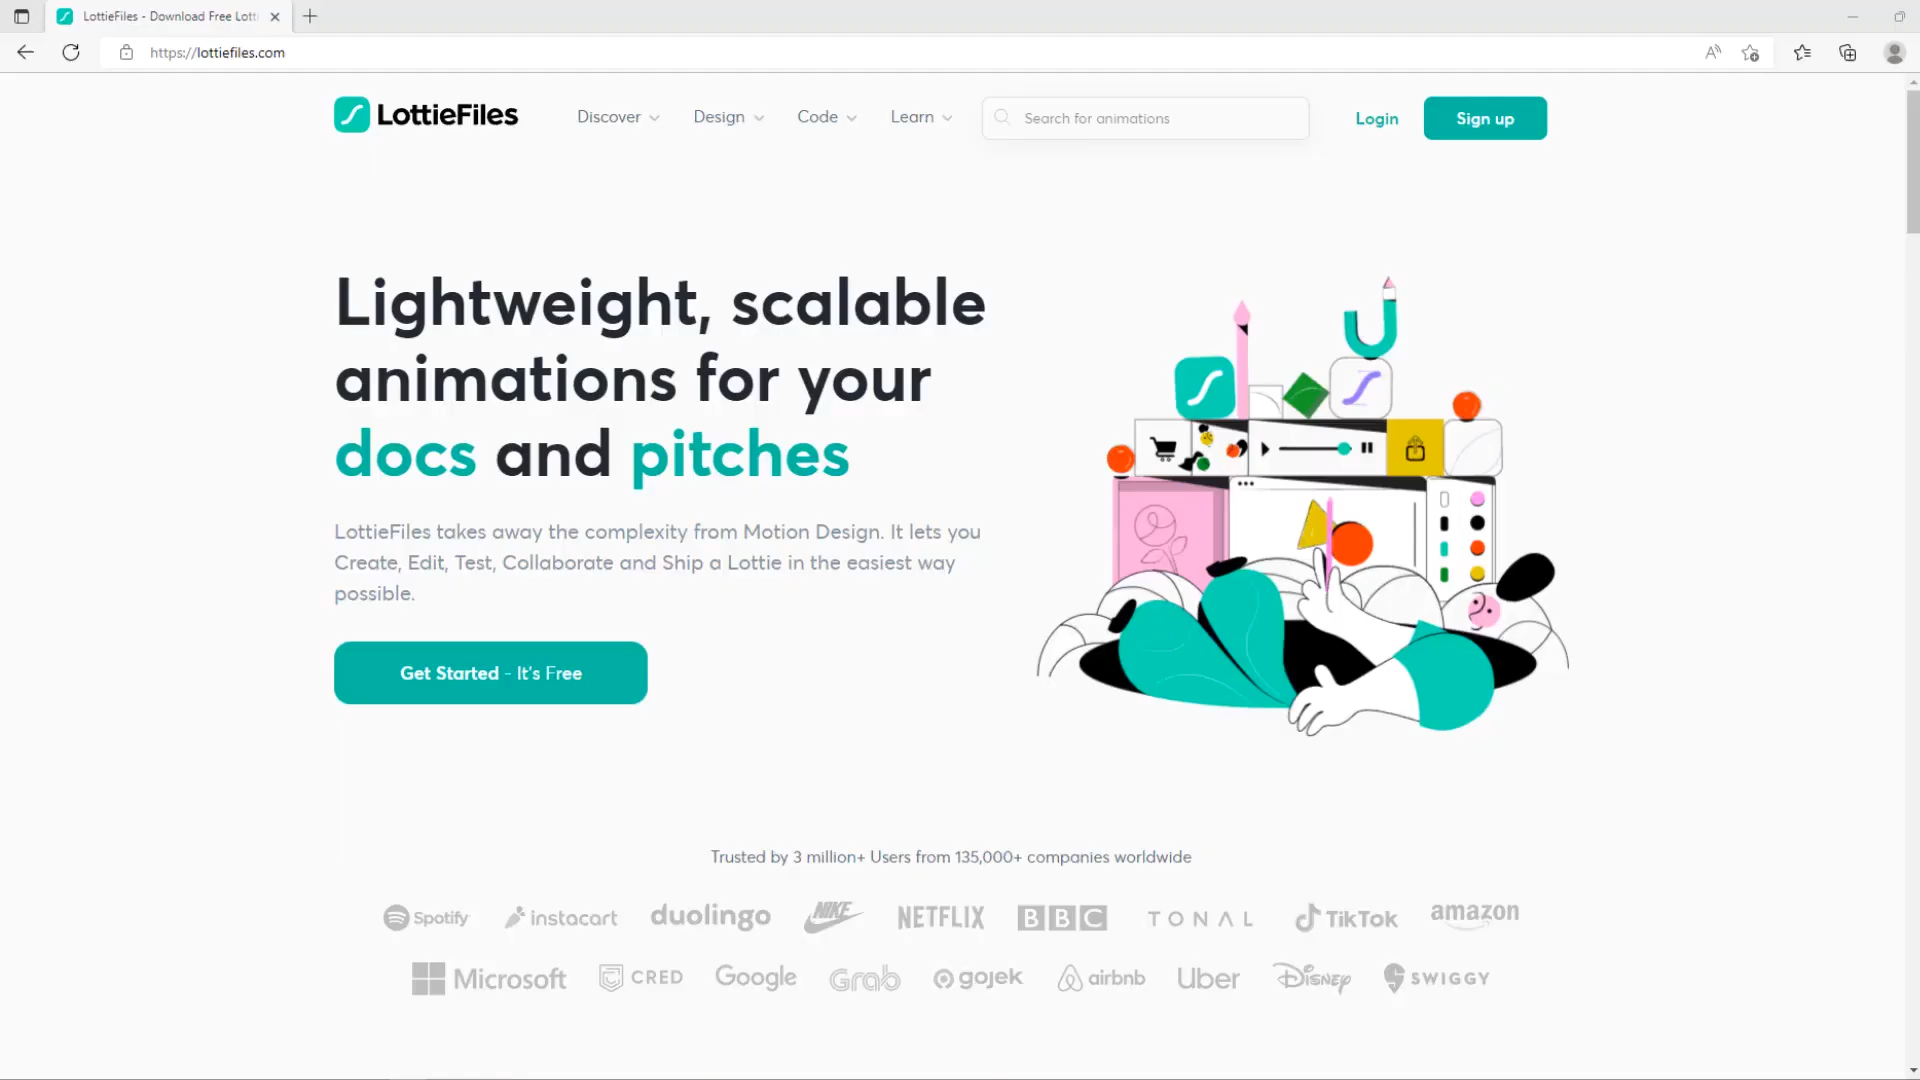 LottieFiles - Download Free Lott
https://lottiefiles.com
LottieFiles
Discover
Design
Code
Learn
Search for animations
Login
Sign up
Lightweight, scalable
animations for your
docs and pitches
LottieFiles takes away the complexity from Motion Design. It lets you
Create, Edit, Test, Collaborate and Ship a Lottie in the easiest way
possible.
Get Started - It's Free
Trusted by 3 million+ Users from 135,000+ companies worldwide
Spotify instacart duolingo NIKE NETFLIX BBC TONAL TikTok amazon
Microsoft CRED Google Grab gojek airbnb Uber Disney SWIGGY